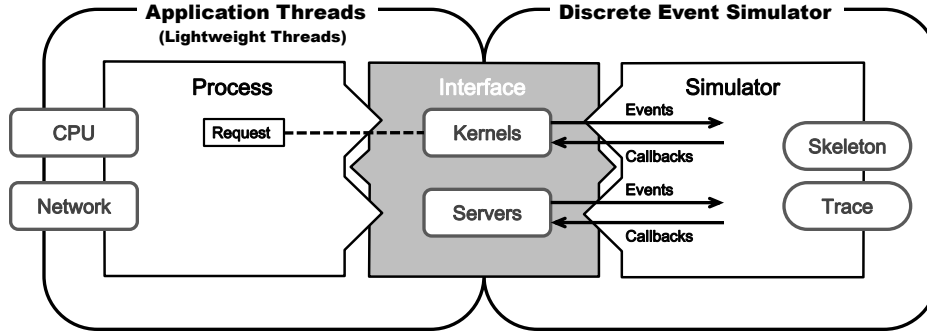 Application Threads
(Lightweight Threads)
Discrete Event Simulator
Process
Interface
Simulator
CPU
Network
Request
Kernels
Servers
Events
Callbacks
Events
Callbacks
Skeleton
Trace